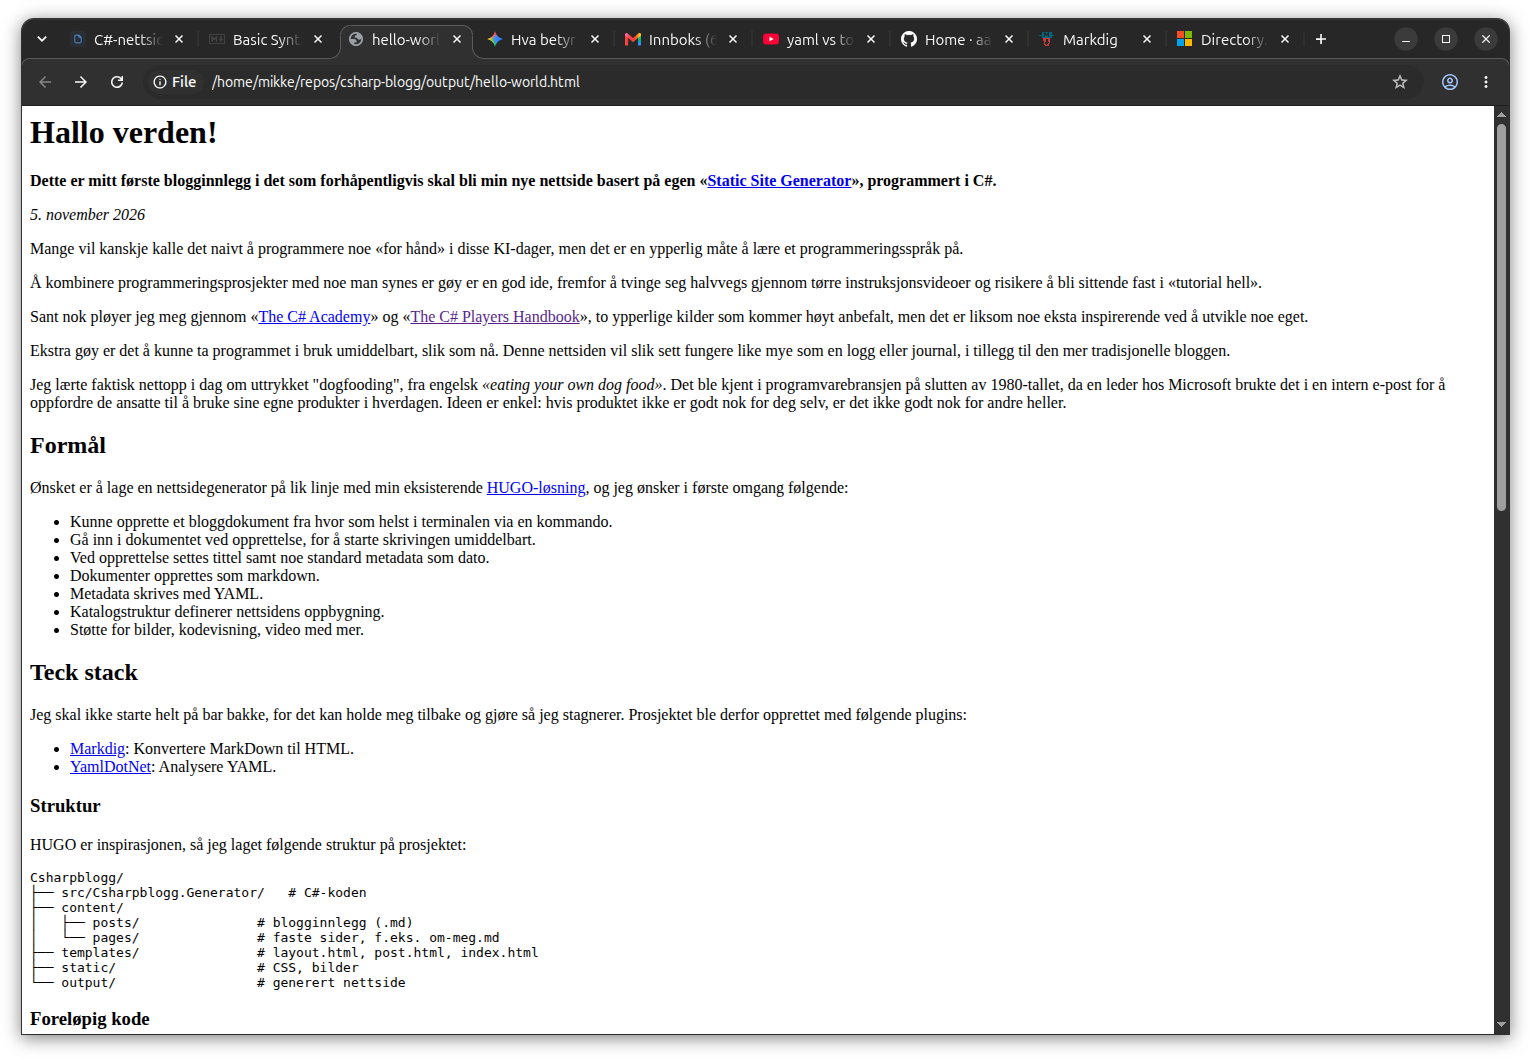 C#-nettsid
Basic Synt
hello-worl
Hva betyr
Innboks (6
yaml vs to
Home · aa
Markdig
Directory.
File /home/mikke/repos/csharp-blogg/output/hello-world.html
Hallo verden!
Dette er mitt første blogginnlegg i det som forhåpentligvis skal bli min nye nettside basert på egen «Static Site Generator», programmert i C#.
5. november 2026
Mange vil kanskje kalle det naivt å programmere noe «for hånd» i disse KI-dager, men det er en ypperlig måte å lære et programmeringsspråk på.
Å kombinere programmeringsprosjekter med noe man synes er gøy er en god ide, fremfor å tvinge seg halvvegs gjennom tørre instruksjonsvideoer og risikere å bli sittende fast i «tutorial hell».
Sant nok pløyer jeg meg gjennom «The C# Academy» og «The C# Players Handbook», to ypperlige kilder som kommer høyt anbefalt, men det er liksom noe eksta inspirerende ved å utvikle noe eget.
Ekstra gøy er det å kunne ta programmet i bruk umiddelbart, slik som nå. Denne nettsiden vil slik sett fungere like mye som en logg eller journal, i tillegg til den mer tradisjonelle bloggen.
Jeg lærte faktisk nettopp i dag om uttrykket "dogfooding", fra engelsk «eating your own dog food». Det ble kjent i programvarebransjen på slutten av 1980-tallet, da en leder hos Microsoft brukte det i en intern e-post for å
oppfordre de ansatte til å bruke sine egne produkter i hverdagen. Ideen er enkel: hvis produktet ikke er godt nok for deg selv, er det ikke godt nok for andre heller.
Formål
Ønsket er å lage en nettsidegenerator på lik linje med min eksisterende HUGO-løsning, og jeg ønsker i første omgang følgende:
• Kunne opprette et bloggdokument fra hvor som helst i terminalen via en kommando.
• Gå inn i dokumentet ved opprettelse, for å starte skrivingen umiddelbart.
• Ved opprettelse settes tittel samt noe standard metadata som dato.
• Dokumenter opprettes som markdown.
• Metadata skrives med YAML.
• Katalogstruktur definerer nettsidens oppbygning.
• Støtte for bilder, kodevisning, video med mer.
Teck stack
Jeg skal ikke starte helt på bar bakke, for det kan holde meg tilbake og gjøre så jeg stagnerer. Prosjektet ble derfor opprettet med følgende plugins:
• Markdig: Konvertere MarkDown til HTML.
• YamlDotNet: Analysere YAML.
Struktur
HUGO er inspirasjonen, så jeg laget følgende struktur på prosjektet:
Csharpblogg/
├── src/Csharpblogg.Generator/   # C#-koden
├── content/
│   ├── posts/               # blogginnlegg (.md)
│   └── pages/               # faste sider, f.eks. om-meg.md
├── templates/               # layout.html, post.html, index.html
├── static/                  # CSS, bilder
└── output/                  # generert nettside
Foreløpig kode